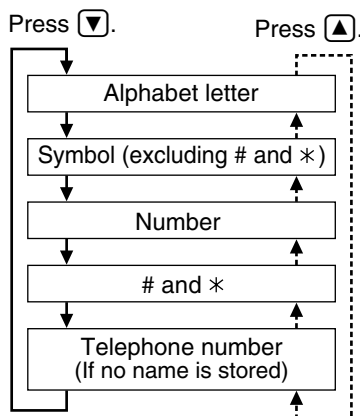 Press ▼.
Press ▲.
Alphabet letter
Symbol (excluding # and ✳)
Number
# and ✳
Telephone number
(If no name is stored)